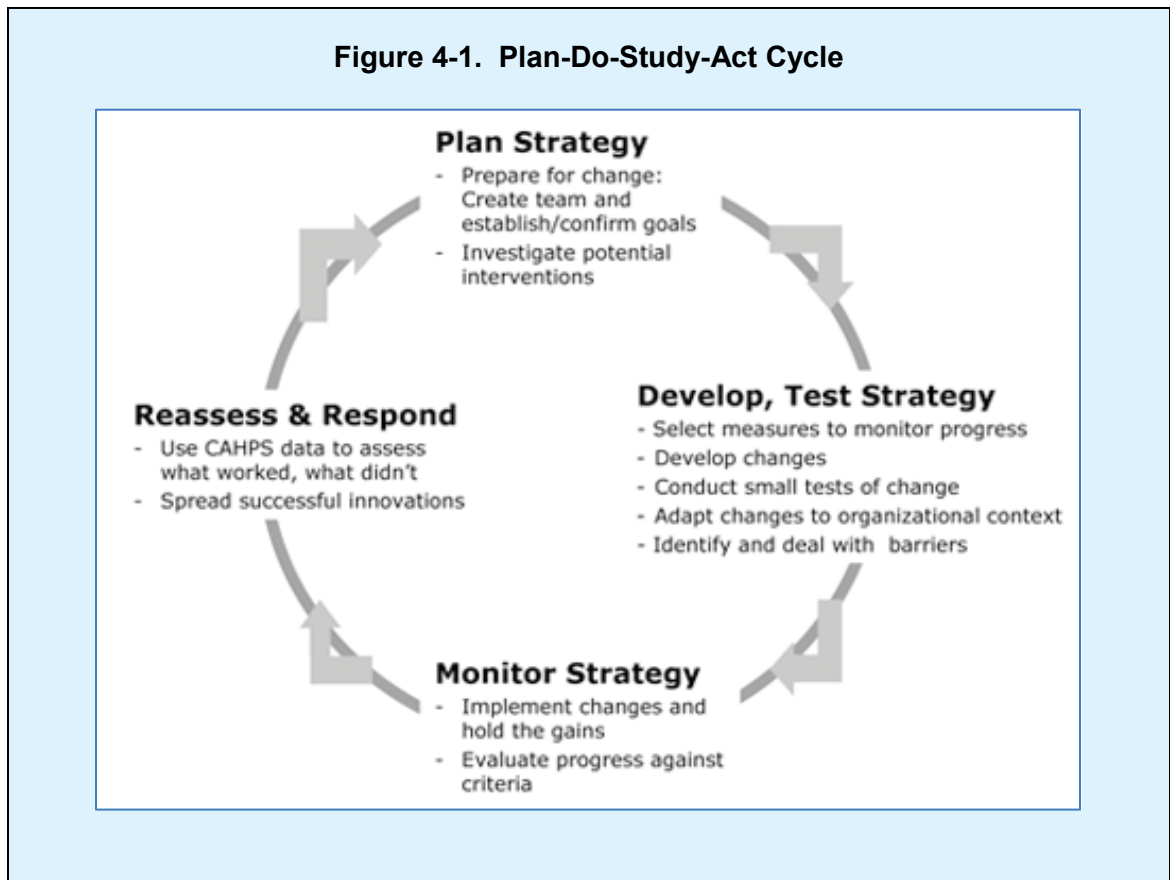 Figure 4-1. Plan-Do-Study-Act Cycle
Plan Strategy
- Prepare for change:
Create team and
establish/confirm goals
- Investigate potential
interventions
Develop, Test Strategy
- Select measures to monitor progress
- Develop changes
- Conduct small tests of change
- Adapt changes to organizational context
- Identify and deal with barriers
Monitor Strategy
- Implement changes and
hold the gains
- Evaluate progress against
criteria
Reassess & Respond
- Use CAHPS data to assess
what worked, what didn't
- Spread successful innovations